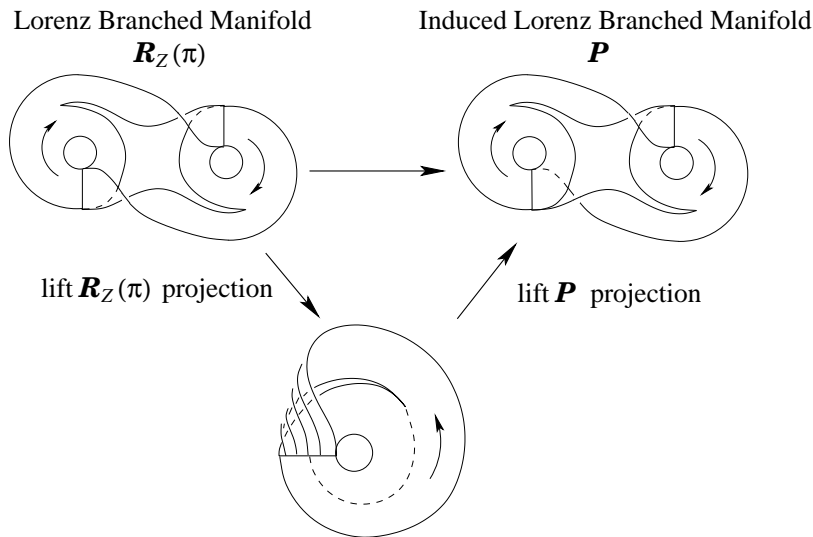 Lorenz Branched Manifold
R_Z(π)
Induced Lorenz Branched Manifold
P
lift R_Z(π) projection
lift P projection